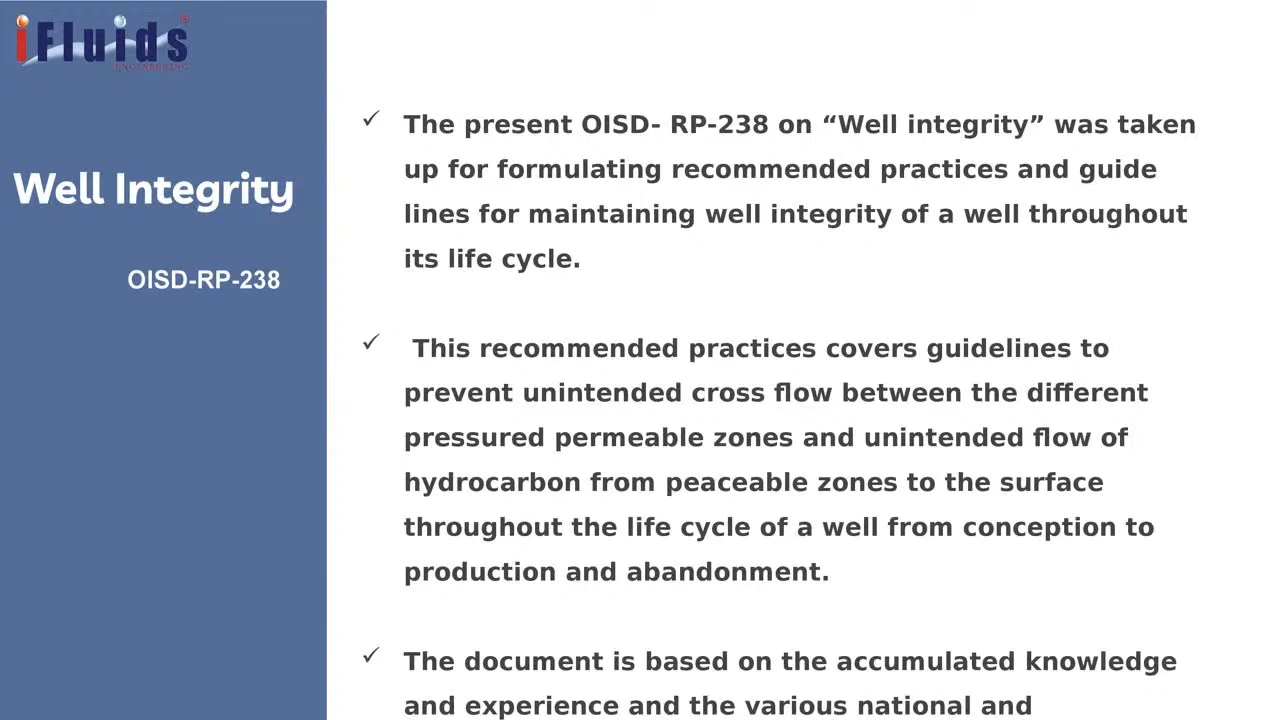 iFluids
ENGINEERING
Well Integrity
OISD-RP-238
✓ The present OISD- RP-238 on “Well integrity” was taken
up for formulating recommended practices and guide
lines for maintaining well integrity of a well throughout
its life cycle.
✓ This recommended practices covers guidelines to
prevent unintended cross flow between the different
pressured permeable zones and unintended flow of
hydrocarbon from peaceable zones to the surface
throughout the life cycle of a well from conception to
production and abandonment.
✓ The document is based on the accumulated knowledge
and experience and the various national and